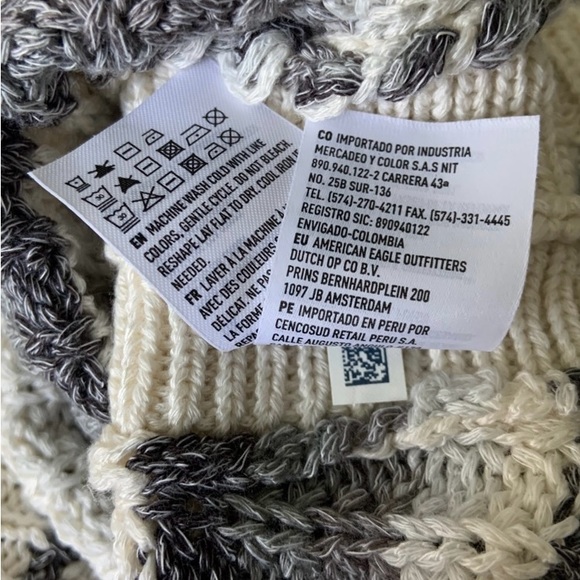 EN MACHINE WASH COLD WITH LIKE
COLORS, GENTLE CYCLE. DO NOT BLEACH.
RESHAPE LAY FLAT TO DRY. COOL IRON IF
NEEDED.
FR LAVER À LA MACHINE
AVEC DES COULEURS
DÉLICAT. NE PAS
LA FORME
CO IMPORTADO POR INDUSTRIA
MERCADEO Y COLOR S.A.S NIT
890.940.122-2 CARRERA 43ª
NO. 25B SUR-136
TEL. (574)-270-4211 FAX. (574)-331-4445
REGISTRO SIC: 890940122
ENVIGADO-COLOMBIA
EU AMERICAN EAGLE OUTFITTERS
DUTCH OP CO B.V.
PRINS BERNHARDPLEIN 200
1097 JB AMSTERDAM
PE IMPORTADO EN PERU POR
CENCOSUD RETAIL PERU S.A.
CALLE AUGUSTO